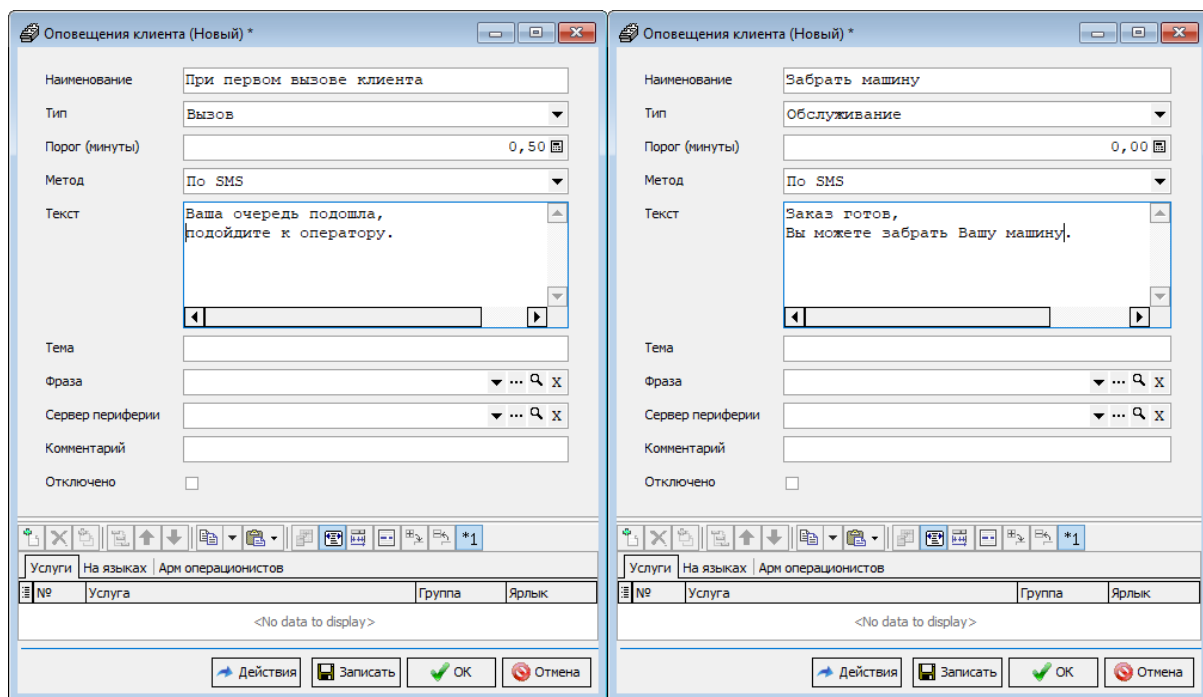 Оповещения клиента (Новый) *
Наименование При первом вызове клиента
Тип Вызов
Порог (минуты) 0,50
Метод По SMS
Текст Ваша очередь подошла,
подойдите к оператору.
Тема
Фраза
Сервер периферии
Комментарий
Отключено
*1
Услуги На языках Арм операционистов
№ Услуга Группа Ярлык
<No data to display>
Действия Записать ОК Отмена
Оповещения клиента (Новый) *
Наименование Забрать машину
Тип Обслуживание
Порог (минуты) 0,00
Метод По SMS
Текст Заказ готов,
Вы можете забрать Вашу машину.
Тема
Фраза
Сервер периферии
Комментарий
Отключено
*1
Услуги На языках Арм операционистов
№ Услуга Группа Ярлык
<No data to display>
Действия Записать ОК Отмена